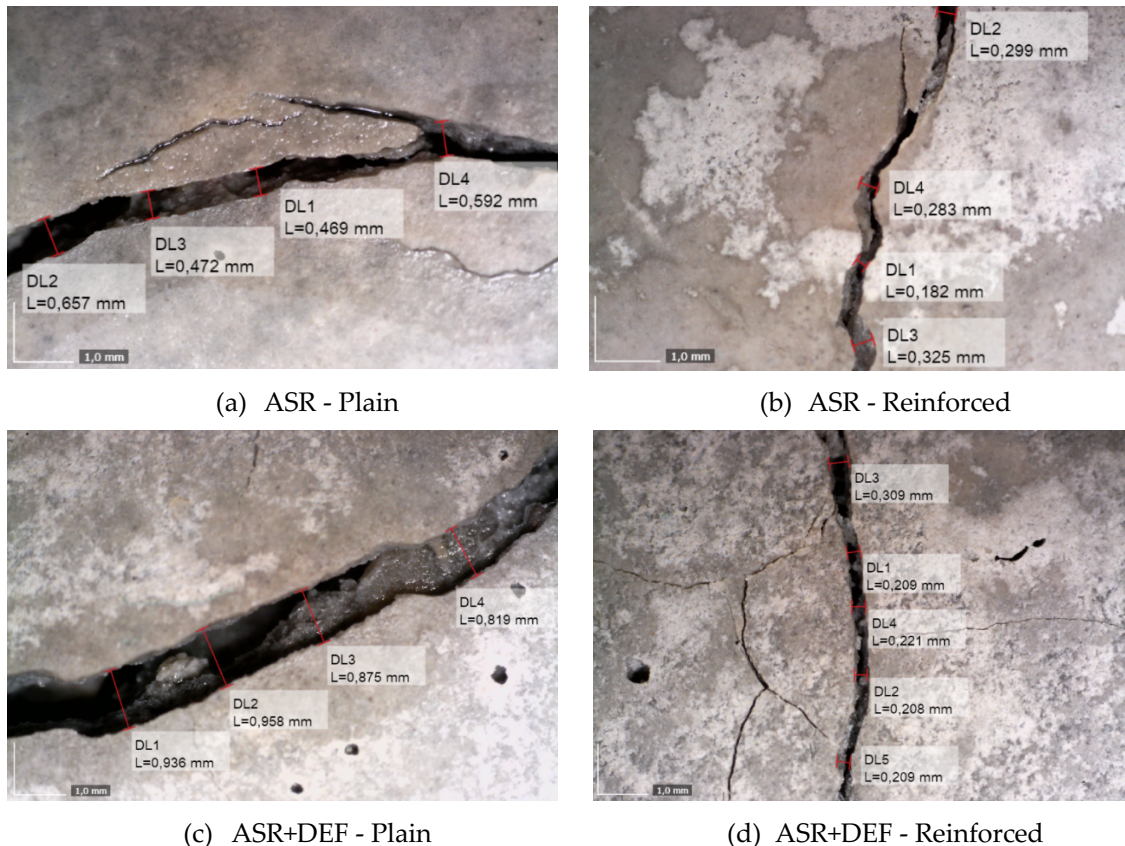 DL4
L=0,592 mm
DL1
L=0,469 mm
DL3
L=0,472 mm
DL2
L=0,657 mm
1,0 mm
DL2
L=0,299 mm
DL4
L=0,283 mm
DL1
L=0,182 mm
DL3
L=0,325 mm
1,0 mm
(a) ASR - Plain
(b) ASR - Reinforced
DL4
L=0,819 mm
DL3
L=0,875 mm
DL2
L=0,958 mm
DL1
L=0,936 mm
1,0 mm
DL3
L=0,309 mm
DL1
L=0,209 mm
DL4
L=0,221 mm
DL2
L=0,208 mm
DL5
L=0,209 mm
1,0 mm
(c) ASR+DEF - Plain
(d) ASR+DEF - Reinforced